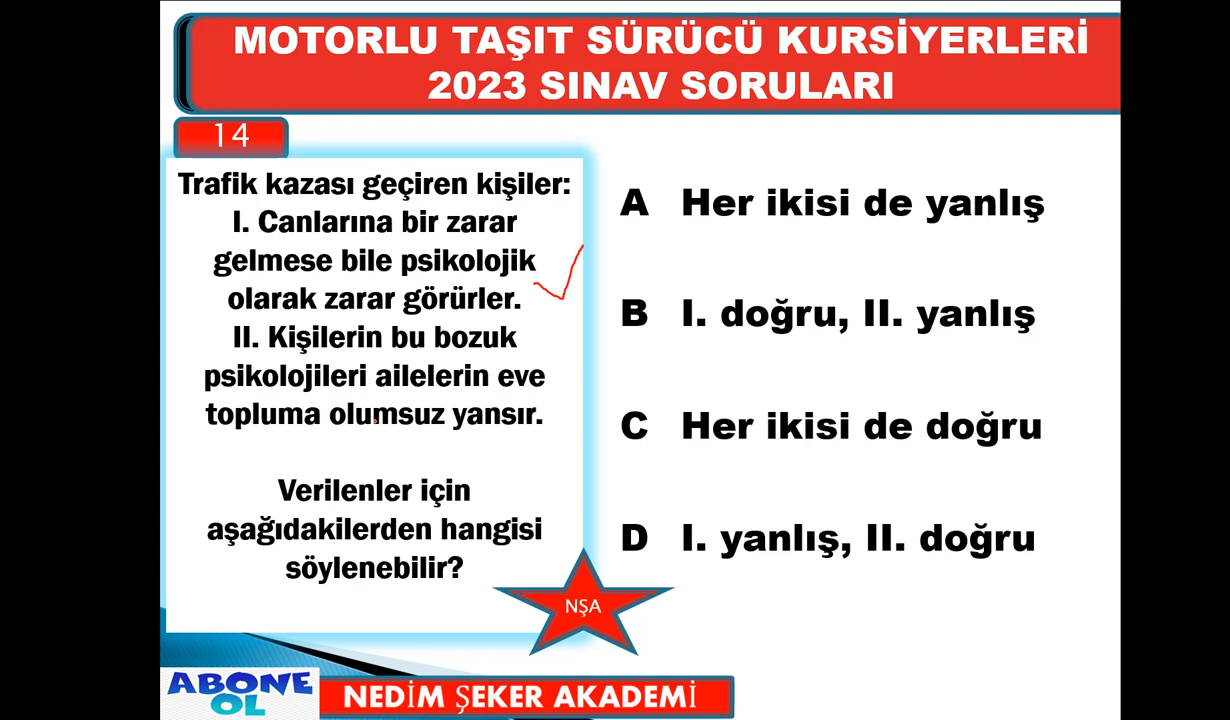 MOTORLU TAŞIT SÜRÜCÜ KURSİYERLERİ
2023 SINAV SORULARI
14
Trafik kazası geçiren kişiler:
I. Canlarına bir zarar
gelmese bile psikolojik
olarak zarar görürler.
II. Kişilerin bu bozuk
psikolojileri ailelerin eve
topluma olumsuz yansır.
Verilenler için
aşağıdakilerden hangisi
söylenebilir?
A Her ikisi de yanlış
B I. doğru, II. yanlış
C Her ikisi de doğru
D I. yanlış, II. doğru
NŞA
ABONE
OL
NEDİM ŞEKER AKADEMİ